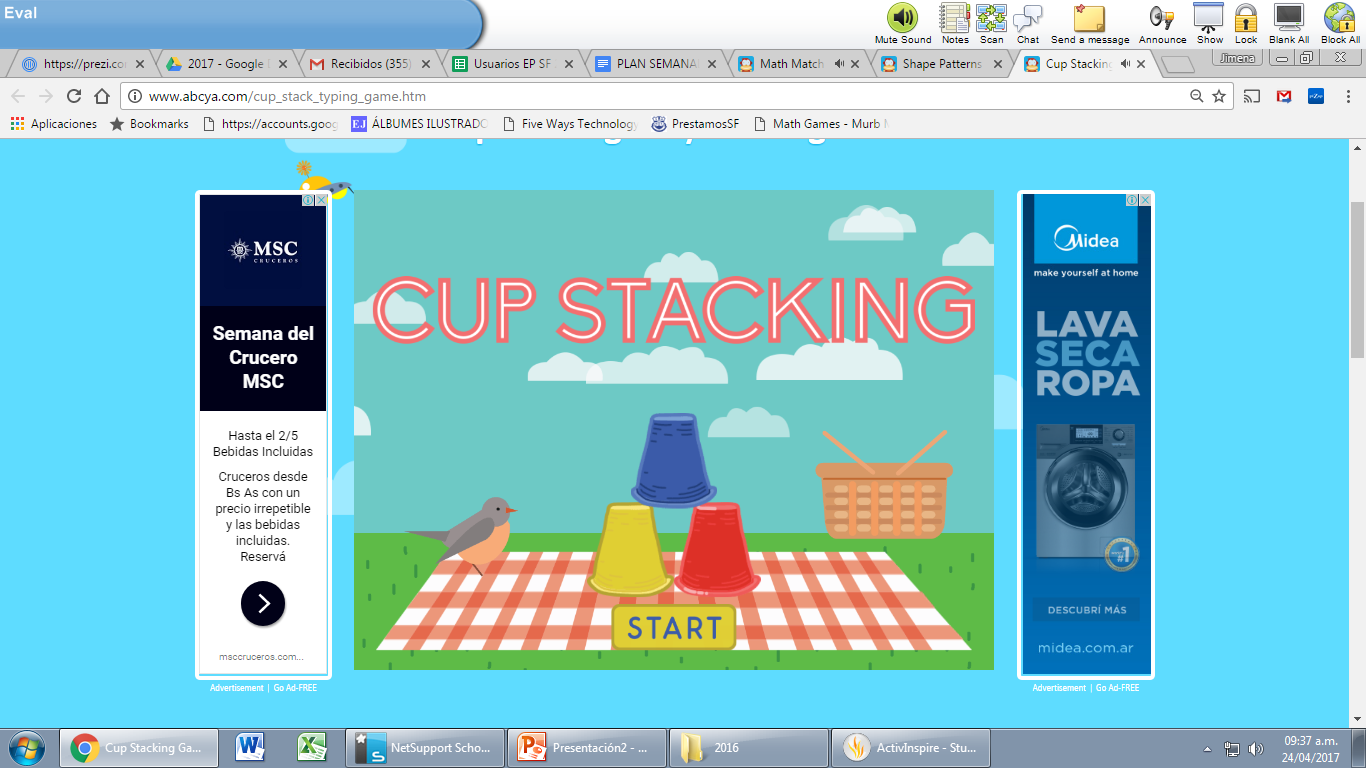 Eval
Mute Sound Notes Scan Chat Send a message Announce Show Lock Blank All Block All
https://prezi.co 2017 - Google Recibidos (355) Usuarios EP SF PLAN SEMANA Math Match Shape Patterns Cup Stacking Jimena
www.abcya.com/cup_stack_typing_game.htm
Aplicaciones Bookmarks https://accounts.goog EJ ÁLBUMES ILUSTRADO Five Ways Technology PrestamosSF Math Games - Murb
MSC
CRUCEROS
Semana del
Crucero
MSC
Hasta el 2/5
Bebidas Incluidas
Cruceros desde
Bs As con un
precio irrepetible
y las bebidas
incluidas.
Reservá
msccruceros.com...
Advertisement | Go Ad-FREE
CUP STACKING
START
Midea
make yourself at home
LAVA
SECA
ROPA
#1
DESCUBRÍ MÁS
midea.com.ar
Advertisement | Go Ad-FREE
Cup Stacking Ga... NetSupport Scho... Presentación2 - ... 2016 ActivInspire - Stu... 09:37 a.m.
24/04/2017